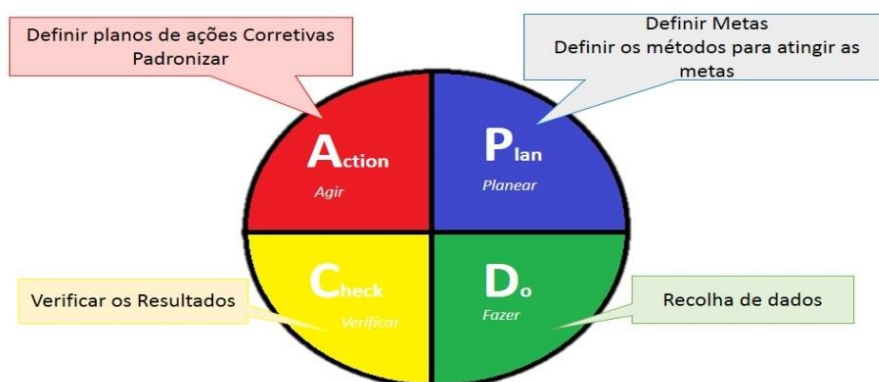 Definir planos de ações Corretivas
Padronizar
Definir Metas
Definir os métodos para atingir as
metas
Action
Agir
Plan
Planear
Check
Verificar
Do
Fazer
Verificar os Resultados
Recolha de dados